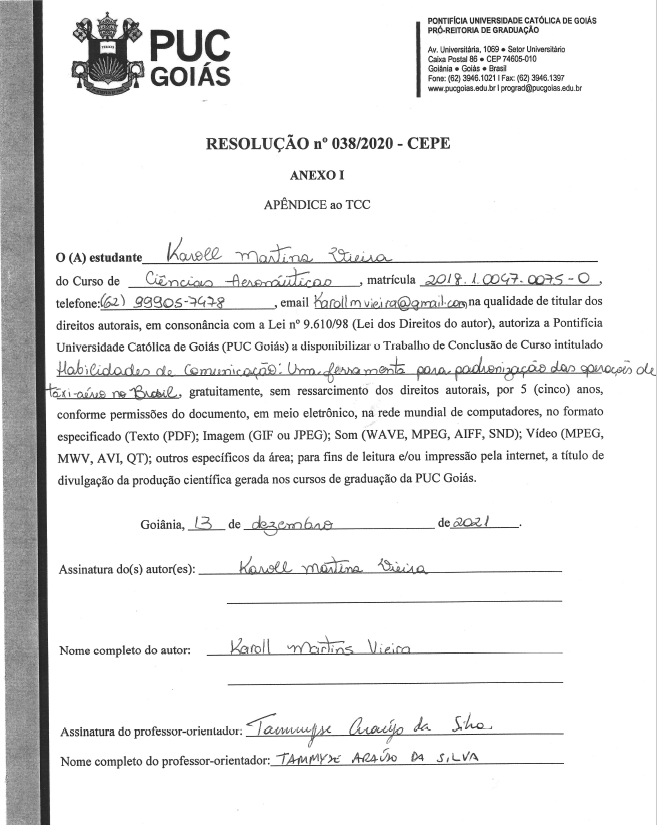 PUC
GOIÁS
PONTIFÍCIA UNIVERSIDADE CATÓLICA DE GOIÁS
PRÓ-REITORIA DE GRADUAÇÃO
Av. Universitária, 1069 ● Setor Universitário
Caixa Postal 86 ● CEP 74605-010
Goiânia ● Goiás ● Brasil
Fone: (62) 3946.1021 I Fax: (62) 3946.1397
www.pucgoias.edu.br I prograd@pucgoias.edu.br
RESOLUÇÃO nº 038/2020 - CEPE
ANEXO I
APÊNDICE ao TCC
O (A) estudante Karoll Martins Vieira
do Curso de Ciências Aeronáuticas, matrícula 2018.1.0047.0075-0,
telefone:(62) 99905-7478, email Karollmvieira@gmail.com, na qualidade de titular dos
direitos autorais, em consonância com a Lei nº 9.610/98 (Lei dos Direitos do autor), autoriza a Pontifícia
Universidade Católica de Goiás (PUC Goiás) a disponibilizar o Trabalho de Conclusão de Curso intitulado
Habilidades de Comunicação: Uma ferramenta para padronização das operações de
táxi-aéreo no Brasil, gratuitamente, sem ressarcimento dos direitos autorais, por 5 (cinco) anos,
conforme permissões do documento, em meio eletrônico, na rede mundial de computadores, no formato
especificado (Texto (PDF); Imagem (GIF ou JPEG); Som (WAVE, MPEG, AIFF, SND); Vídeo (MPEG,
MWV, AVI, QT); outros específicos da área; para fins de leitura e/ou impressão pela internet, a título de
divulgação da produção científica gerada nos cursos de graduação da PUC Goiás.
Goiânia, 13 de dezembro de 2021.
Assinatura do(s) autor(es): Karoll Martins Vieira
Nome completo do autor: Karoll Martins Vieira
Assinatura do professor-orientador: Tammyse Araújo da Silva
Nome completo do professor-orientador: TAMMYSE ARAÚJO DA SILVA